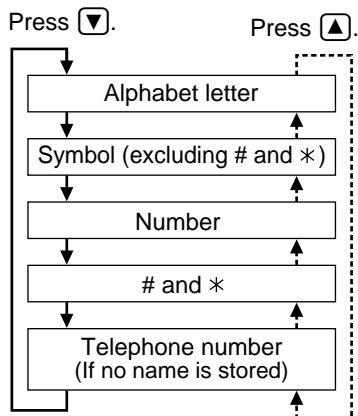 Press ▼.
Press ▲.
Alphabet letter
Symbol (excluding # and ✳)
Number
# and ✳
Telephone number
(If no name is stored)